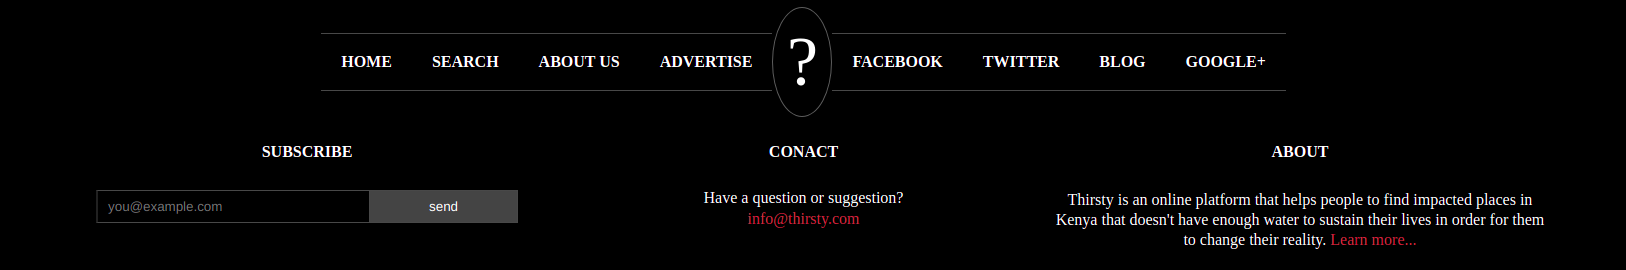 HOME SEARCH ABOUT US ADVERTISE ? FACEBOOK TWITTER BLOG GOOGLE+
SUBSCRIBE
you@example.com send
CONACT
Have a question or suggestion?
info@thirsty.com
ABOUT
Thirsty is an online platform that helps people to find impacted places in
Kenya that doesn't have enough water to sustain their lives in order for them
to change their reality. Learn more...